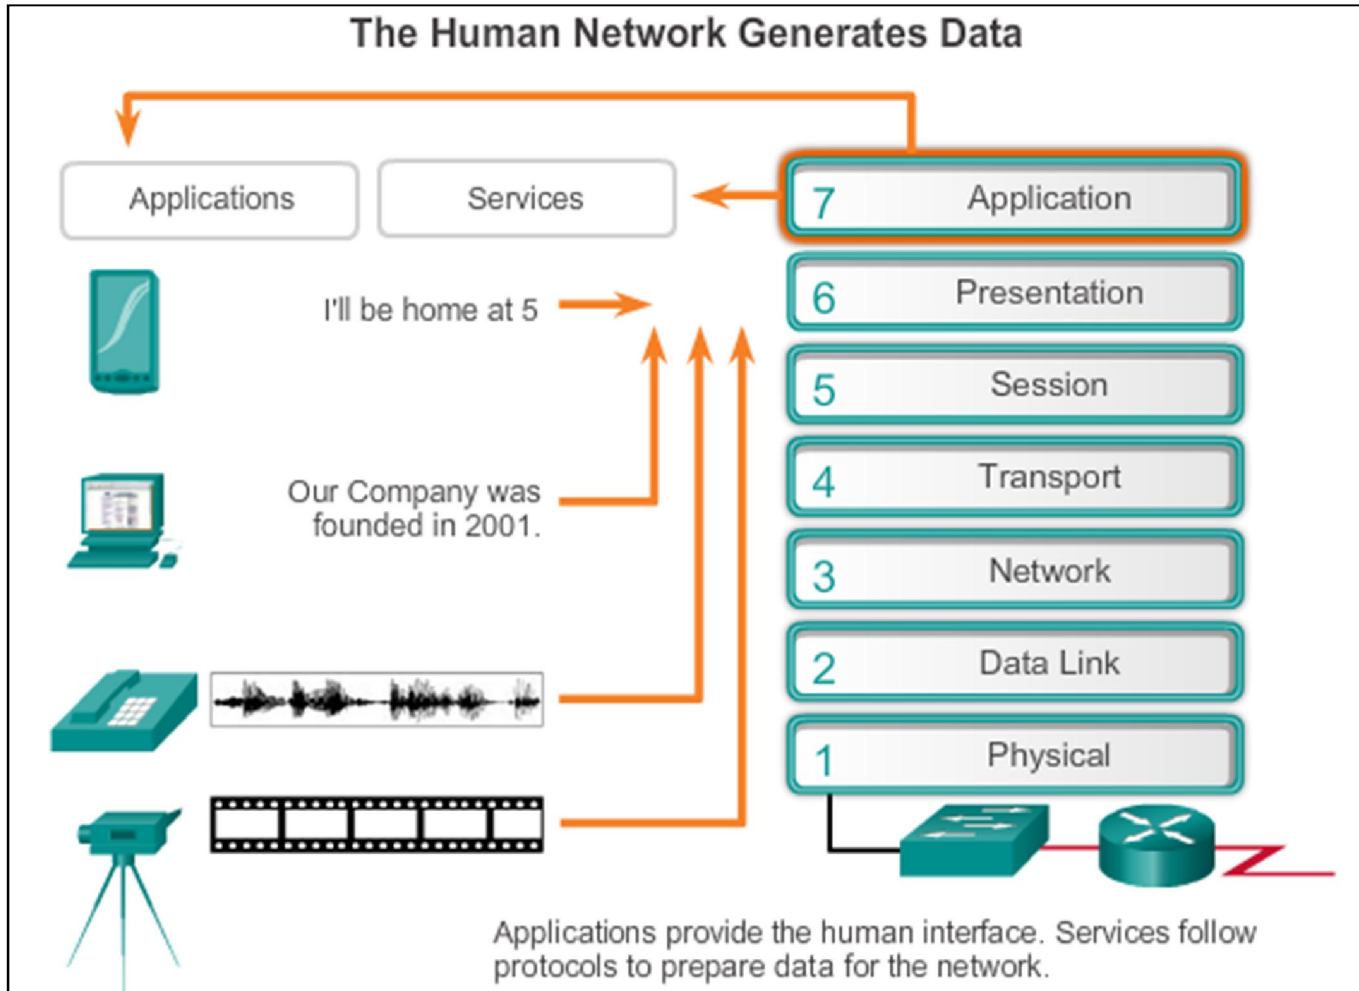 The Human Network Generates Data
Applications
Services
7 Application
I'll be home at 5
6 Presentation
5 Session
Our Company was
founded in 2001.
4 Transport
3 Network
2 Data Link
1 Physical
Applications provide the human interface. Services follow
protocols to prepare data for the network.